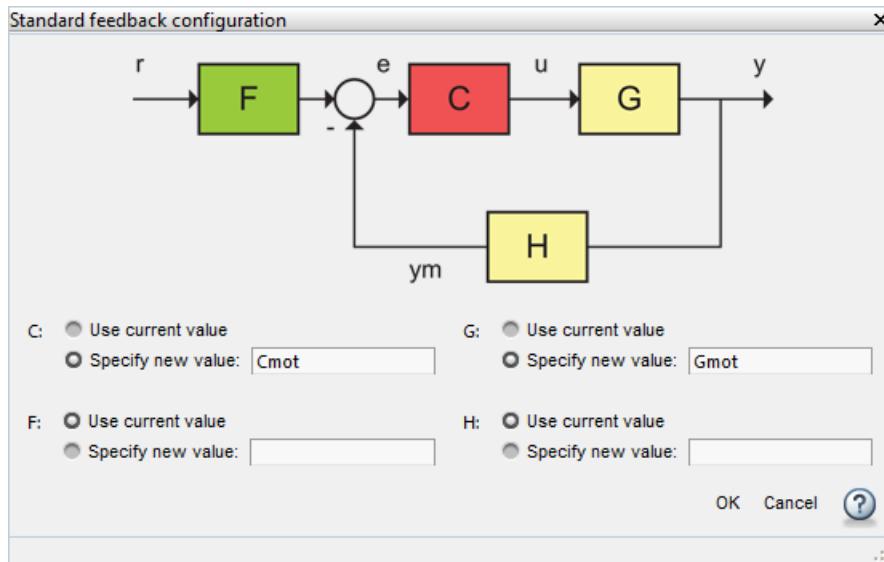 Standard feedback configuration
r
F
-
e
C
u
G
y
H
ym
C: Use current value
Specify new value: Cmot
G: Use current value
Specify new value: Gmot
F: Use current value
Specify new value:
H: Use current value
Specify new value:
OK Cancel ?